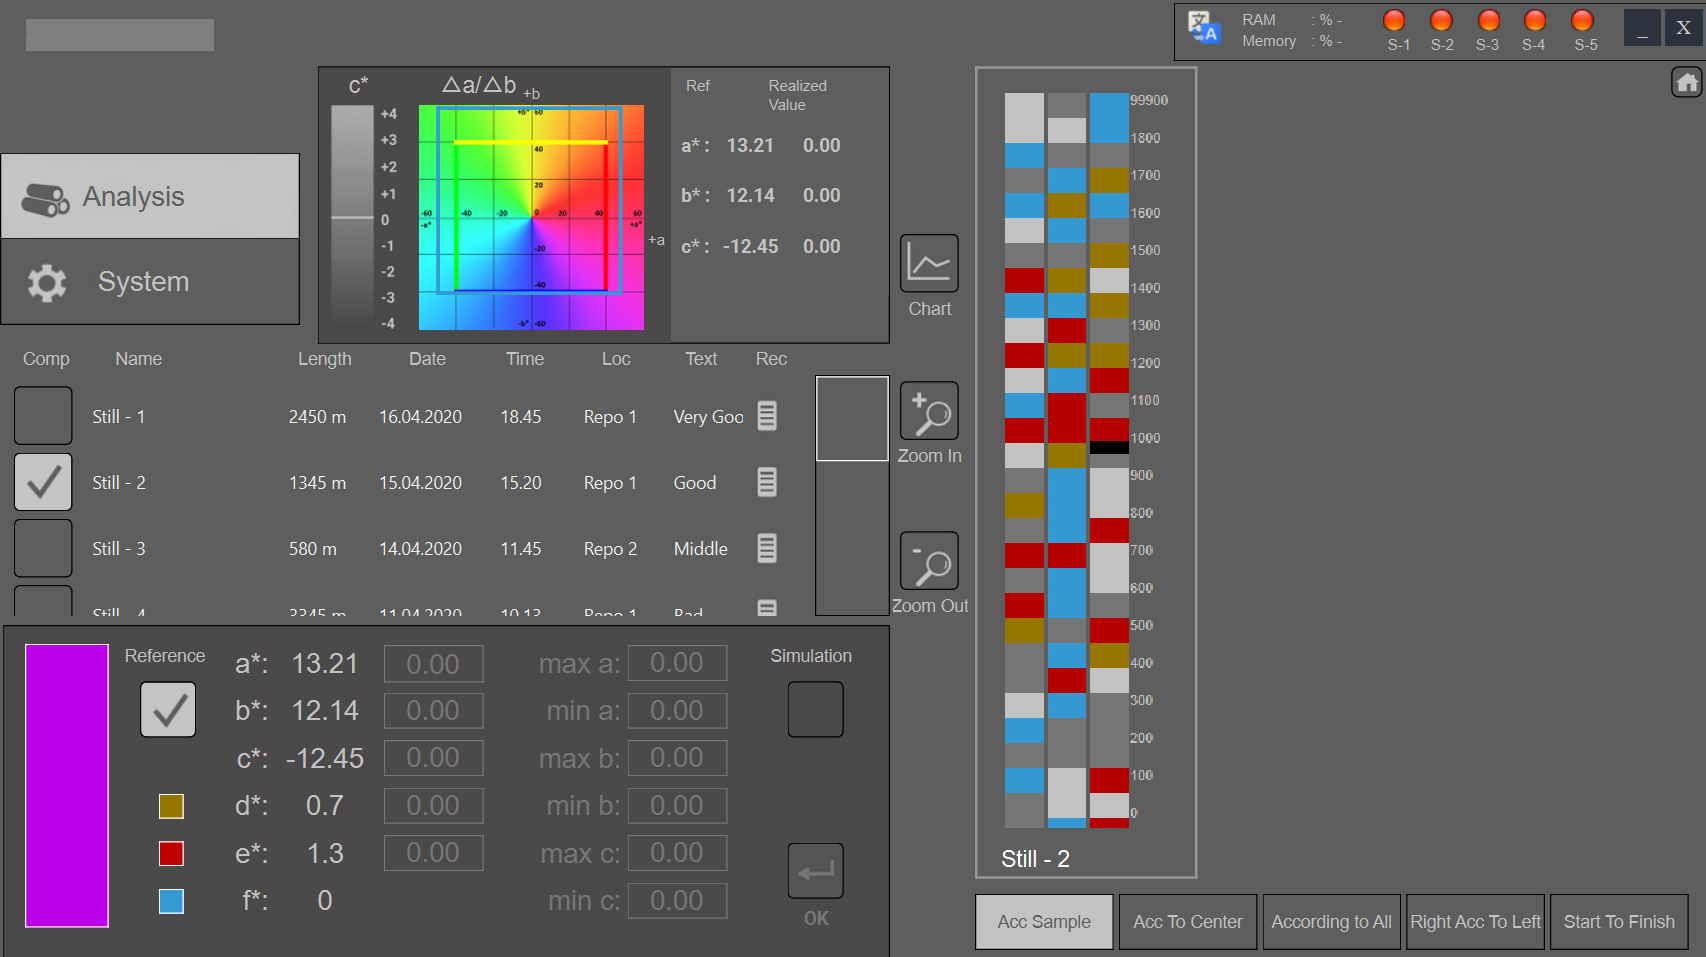 RAM : % -
Memory : % -
S-1 S-2 S-3 S-4 S-5
_ X
Analysis
System
c*
+4
+3
+2
+1
0
-1
-2
-3
-4
△a/△b
+b
+b* 60
40
20
-60 -40 -20 0 20 40 60
-a* +a*
-20
-40
-b* -60
+a
Ref Realized
Value
a* : 13.21 0.00
b* : 12.14 0.00
c* : -12.45 0.00
Chart
Zoom In
Zoom Out
Comp Name Length Date Time Loc Text Rec
Still - 1 2450 m 16.04.2020 18.45 Repo 1 Very Goo
Still - 2 1345 m 15.04.2020 15.20 Repo 1 Good
Still - 3 580 m 14.04.2020 11.45 Repo 2 Middle
Still - 4 3345 m 11.04.2020 10.13 Repo 1 Bad
Reference
a*: 13.21 0.00 max a: 0.00
b*: 12.14 0.00 min a: 0.00
c*: -12.45 0.00 max b: 0.00
d*: 0.7 0.00 min b: 0.00
e*: 1.3 0.00 max c: 0.00
f*: 0 min c: 0.00
Simulation
OK
99900
1800
1700
1600
1500
1400
1300
1200
1100
1000
900
800
700
600
500
400
300
200
100
0
Still - 2
Acc Sample
Acc To Center
According to All
Right Acc To Left
Start To Finish